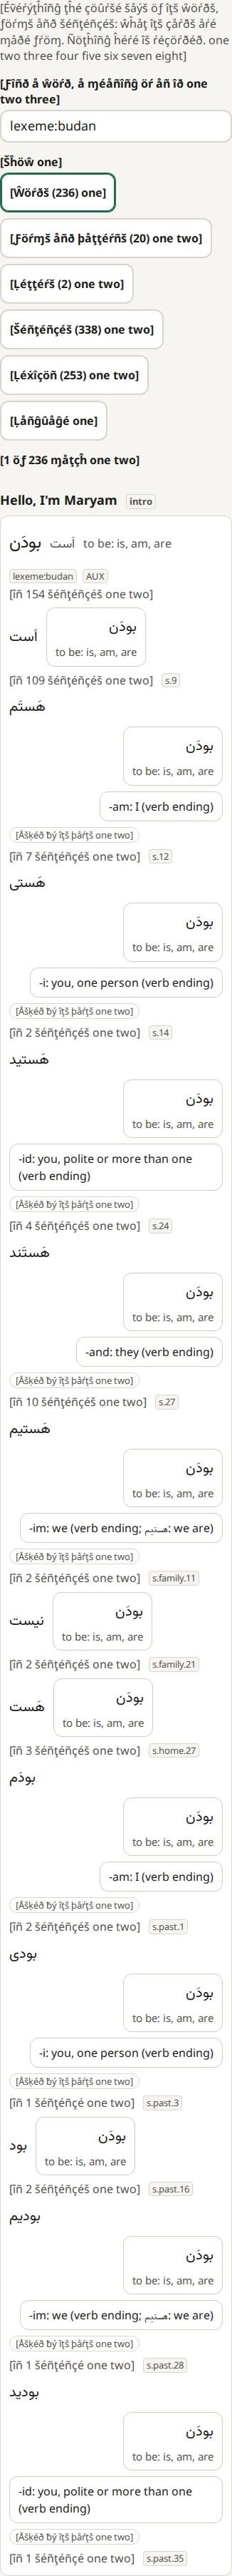 [Éṽéŕýţĥîñĝ ţĥé çöûŕšé šåýš öƒ îţš ŵöŕðš,
ƒöŕɱš åñð šéñţéñçéš: ŵĥåţ îţš çåŕðš åŕé
ɱåðé ƒŕöɱ. Ñöţĥîñĝ ĥéŕé îš ŕéçöŕðéð. one
two three four five six seven eight]
[Ƒîñð å ŵöŕð, å ɱéåñîñĝ öŕ åñ îð one
two three]
lexeme:budan
[Šĥöŵ one]
[Ŵöŕðš (236) one]
[Ƒöŕɱš åñð þåţţéŕñš (20) one two]
[Ļéţţéŕš (2) one two]
[Šéñţéñçéš (338) one two]
[Ļéẋîçöñ (253) one two]
[Ļåñĝûåĝé one]
[1 öƒ 236 ɱåţçĥ one two]
Hello, I'm Maryam intro
بودَن اَست to be: is, am, are
lexeme:budan AUX
[îñ 154 šéñţéñçéš one two]
اَست بودَن
to be: is, am, are
[îñ 109 šéñţéñçéš one two] s.9
هَستَم
بودَن
to be: is, am, are
-am: I (verb ending)
[Åšķéð ƀý îţš þåŕţš one two]
[îñ 7 šéñţéñçéš one two] s.12
هَستی
بودَن
to be: is, am, are
-i: you, one person (verb ending)
[Åšķéð ƀý îţš þåŕţš one two]
[îñ 2 šéñţéñçéš one two] s.14
هَستید
بودَن
to be: is, am, are
-id: you, polite or more than one
(verb ending)
[Åšķéð ƀý îţš þåŕţš one two]
[îñ 4 šéñţéñçéš one two] s.24
هَستَند
بودَن
to be: is, am, are
-and: they (verb ending)
[Åšķéð ƀý îţš þåŕţš one two]
[îñ 10 šéñţéñçéš one two] s.27
هَستیم
بودَن
to be: is, am, are
-im: we (verb ending; هستیم: we are)
[Åšķéð ƀý îţš þåŕţš one two]
[îñ 2 šéñţéñçéš one two] s.family.11
نیست بودَن
to be: is, am, are
[îñ 2 šéñţéñçéš one two] s.family.21
هَست بودَن
to be: is, am, are
[îñ 3 šéñţéñçéš one two] s.home.27
بودَم
بودَن
to be: is, am, are
-am: I (verb ending)
[Åšķéð ƀý îţš þåŕţš one two]
[îñ 2 šéñţéñçéš one two] s.past.1
بودی
بودَن
to be: is, am, are
-i: you, one person (verb ending)
[Åšķéð ƀý îţš þåŕţš one two]
[îñ 1 šéñţéñçé one two] s.past.3
بود بودَن
to be: is, am, are
[îñ 2 šéñţéñçéš one two] s.past.16
بودیم
بودَن
to be: is, am, are
-im: we (verb ending; هستیم: we are)
[Åšķéð ƀý îţš þåŕţš one two]
[îñ 1 šéñţéñçé one two] s.past.28
بودید
بودَن
to be: is, am, are
-id: you, polite or more than one
(verb ending)
[Åšķéð ƀý îţš þåŕţš one two]
[îñ 1 šéñţéñçé one two] s.past.35